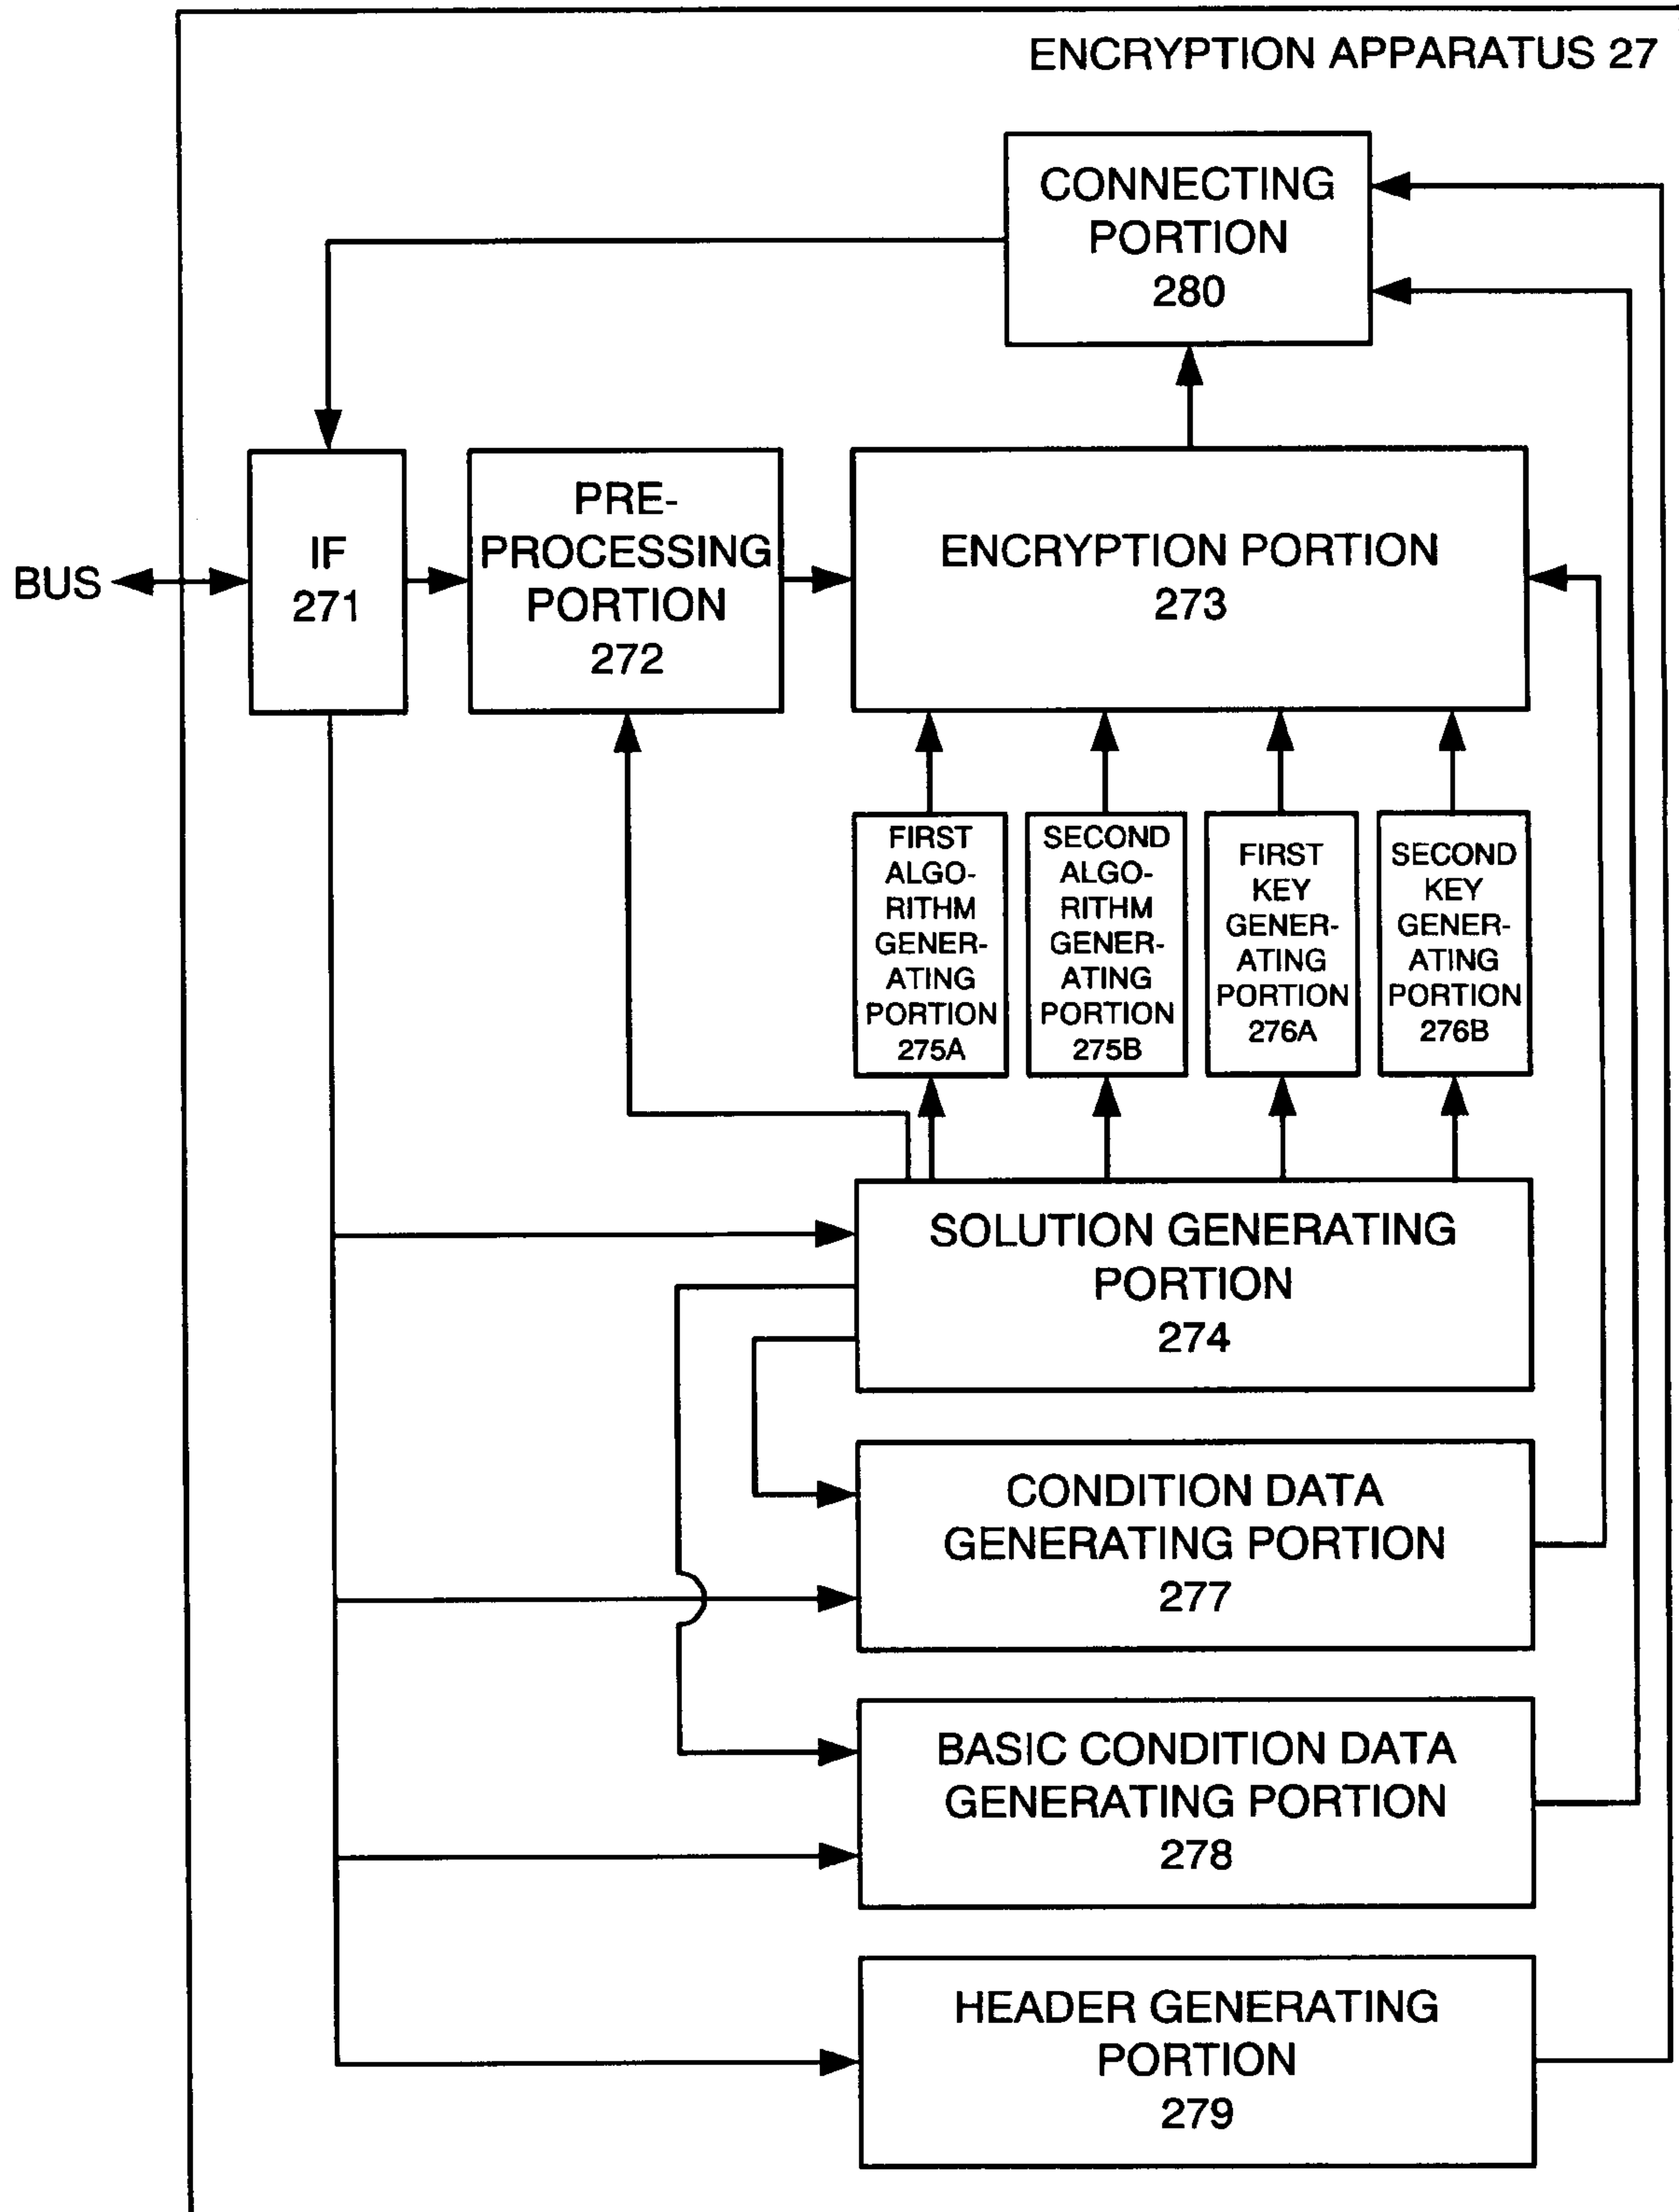 ENCRYPTION APPARATUS 27
CONNECTING
PORTION
280
BUS
IF
271
PRE-
PROCESSING
PORTION
272
ENCRYPTION PORTION
273
FIRST
ALGO-
RITHM
GENER-
ATING
PORTION
275A
SECOND
ALGO-
RITHM
GENER-
ATING
PORTION
275B
FIRST
KEY
GENER-
ATING
PORTION
276A
SECOND
KEY
GENER-
ATING
PORTION
276B
SOLUTION GENERATING
PORTION
274
CONDITION DATA
GENERATING PORTION
277
BASIC CONDITION DATA
GENERATING PORTION
278
HEADER GENERATING
PORTION
279